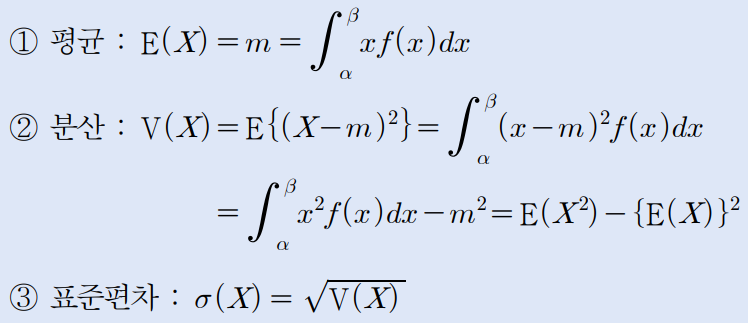 ① 평균 : E(X) = m = ∫_α^β xf(x)dx
② 분산 : V(X) = E{(X−m)²} = ∫_α^β (x−m)²f(x)dx
= ∫_α^β x²f(x)dx − m² = E(X²) − {E(X)}²
③ 표준편차 : σ(X) = √V(X)